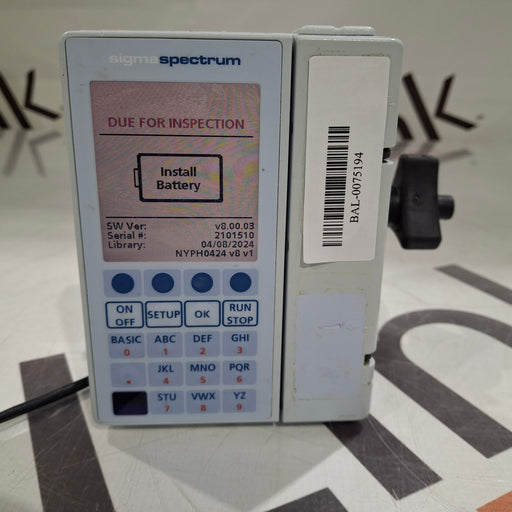 sigmaspectrum
DUE FOR INSPECTION
Install
Battery
SW Ver: v8.00.03
Serial #: 2101510
Library: 04/08/2024
NYPH0424 v8 v1
ON
OFF
SETUP
OK
RUN
STOP
BASIC
0
ABC
1
DEF
2
GHI
3
.
JKL
4
MNO
5
PQR
6
STU
7
VWX
8
YZ
9
BAL-0075194